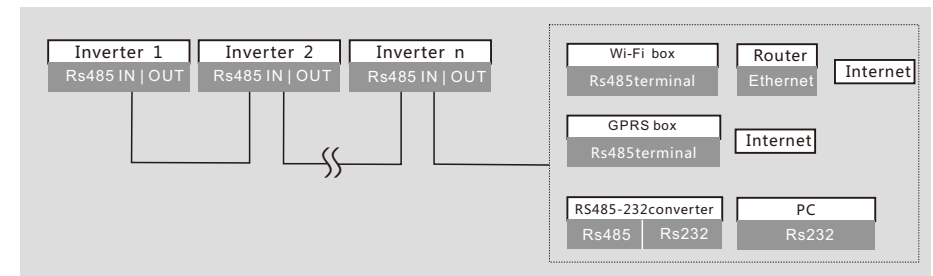 Inverter 1
Rs485 IN | OUT
Inverter 2
Rs485 IN | OUT
Inverter n
Rs485 IN | OUT
Wi-Fi box
Rs485terminal
Router
Ethernet
Internet
GPRS box
Rs485terminal
Internet
RS485-232converter
Rs485 Rs232
PC
Rs232